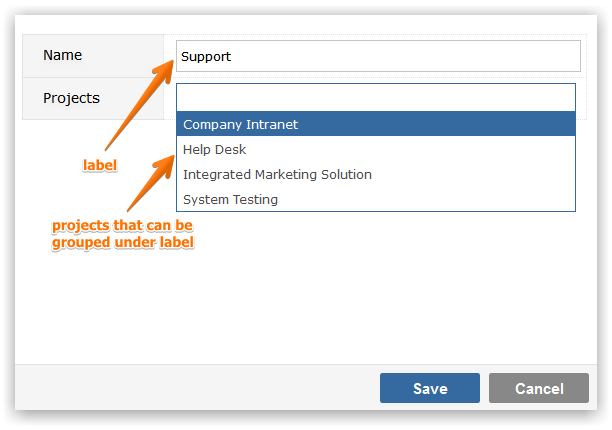 Name
Support
Projects
Company Intranet
Help Desk
Integrated Marketing Solution
System Testing
label
projects that can be
grouped under label
Save
Cancel